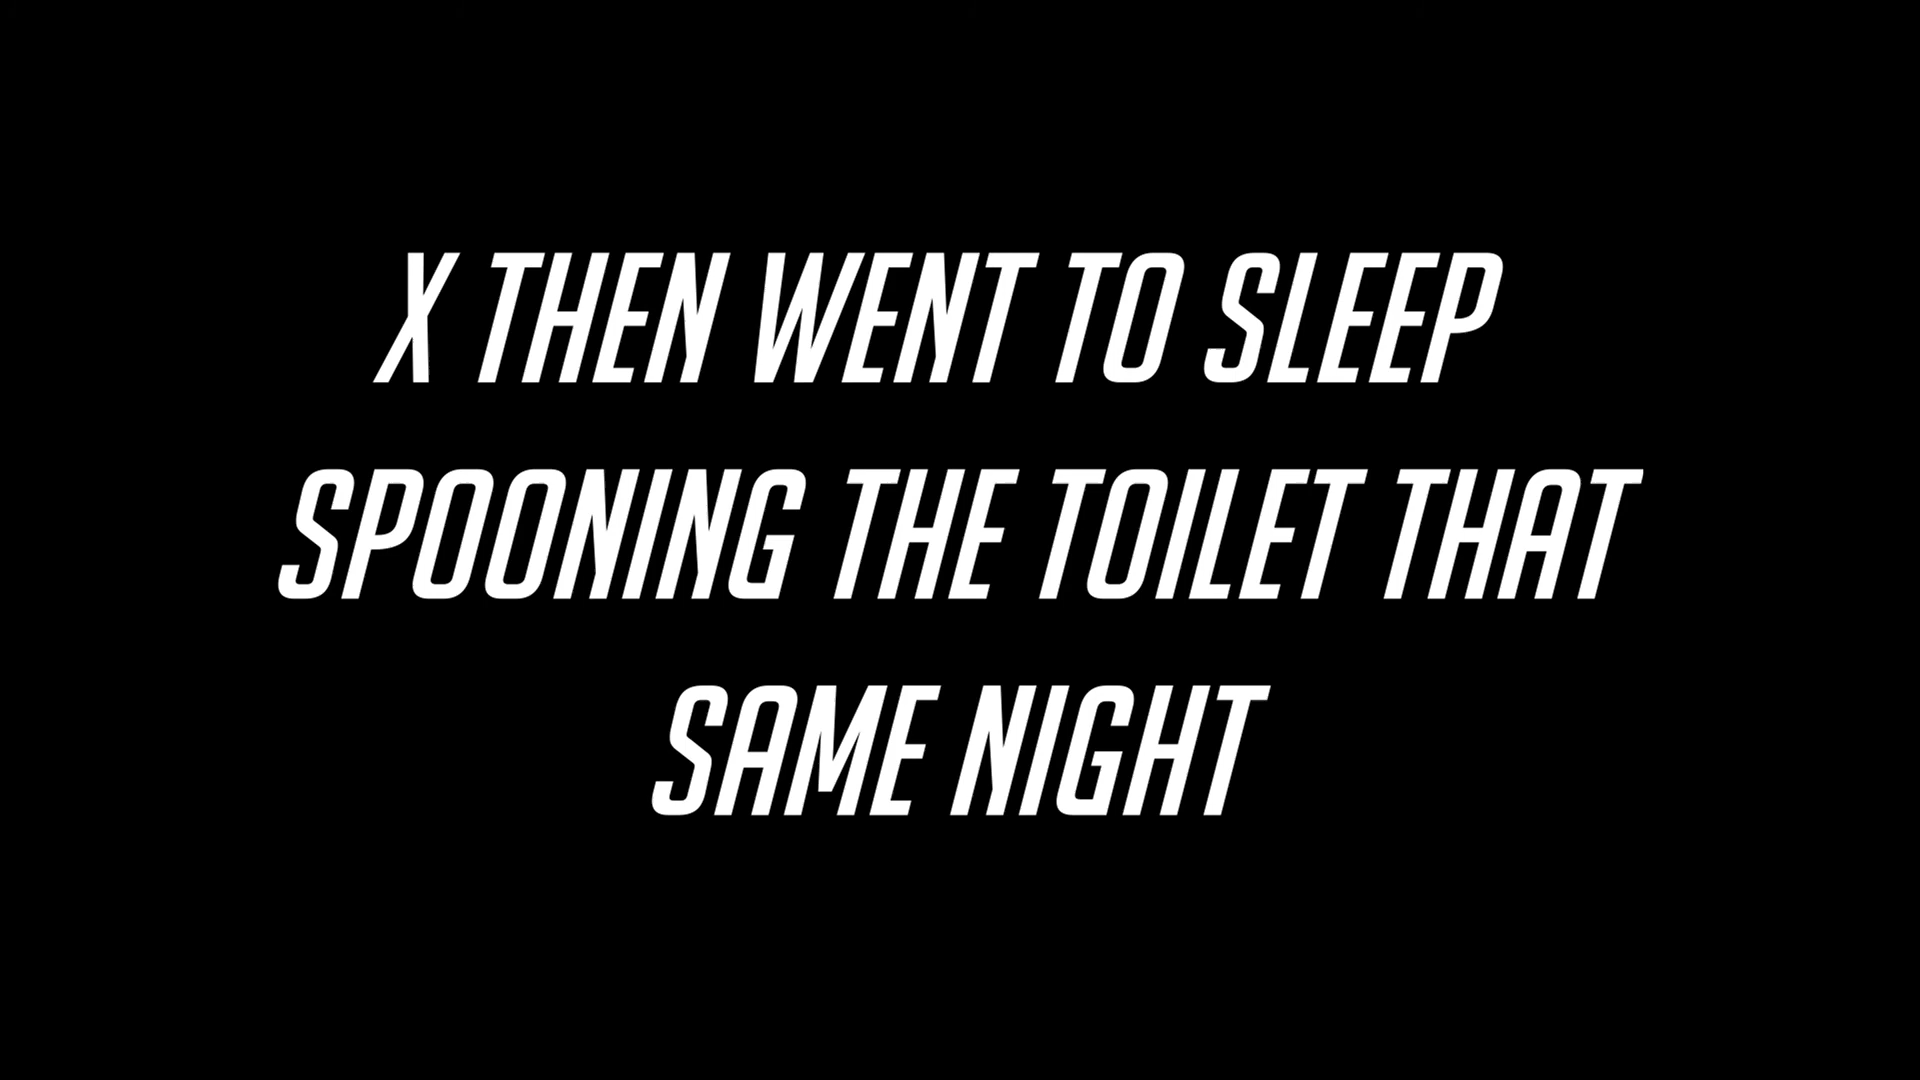 X THEN WENT TO SLEEP
SPOONING THE TOILET THAT
SAME NIGHT